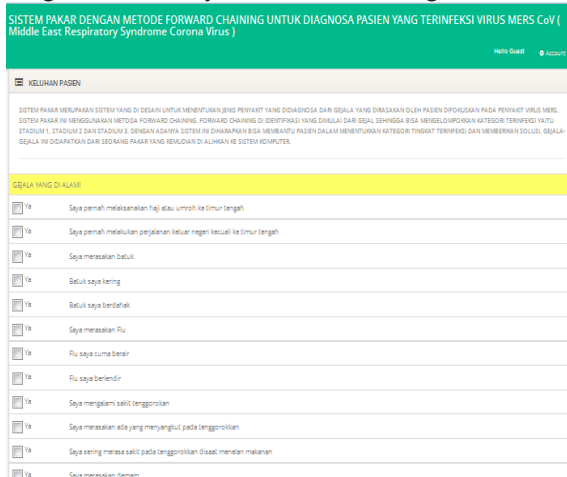 SISTEM PAKAR DENGAN METODE FORWARD CHAINING UNTUK DIAGNOSA PASIEN YANG TERINFEKSI VIRUS MERS CoV (
Middle East Respiratory Syndrome Corona Virus )
Hallo Guest Account
KELUHAN PASIEN
SISTEM PAKAR MERUPAKAN SISTEM YANG DI DESAIN UNTUK MENENTUKAN JENIS PENYAKIT YANG DIDIAGNOSA DARI GEJALA YANG DIRASAKAN OLEH PASIEN DIFOKUSKAN PADA PENYAKIT VIRUS MERS.
SISTEM PAKAR INI MENGGUNAKAN METODA FORWARD CHAINING. FORWARD CHAINING DI IDENTIFIKASI YANG DIMULAI DARI GEJAL SEHINGGA BISA MENGELOMPOKKAN KATEGORI TERINFEKSI YAITU
STADIUM 1, STADIUM 2 DAN STADIUM 3. DENGAN ADANYA SISTEM INI DIHARAPKAN BISA MEMBANTU PASIEN DALAM MENENTUKKAN KATEGORI TINGKAT TERINFEKSI DAN MEMBERIKAN SOLUSI. GEJALA-
GEJALA INI DIDAPATKAN DARI SEORANG PAKAR YANG KEMUDIAN DI ALIHKAN KE SISTEM KOMPUTER.
GEJALA YANG DI ALAMI
Ya Saya pernah melaksanakan haji atau umroh ke timur tengah
Ya Saya pernah melakukan perjalanan keluar negeri kecuali ke timur tengah
Ya Saya merasakan batuk
Ya Batuk saya kering
Ya Batuk saya berdahak
Ya Saya merasakan Flu
Ya Flu saya cuma berair
Ya Flu saya berlendir
Ya Saya mengalami sakit tenggorokan
Ya Saya merasakan ada yang menyangkut pada tenggorokkan
Ya Saya sering merasa sakit pada tenggorokkan disaat menelan makanan
Ya Saya merasakan demam